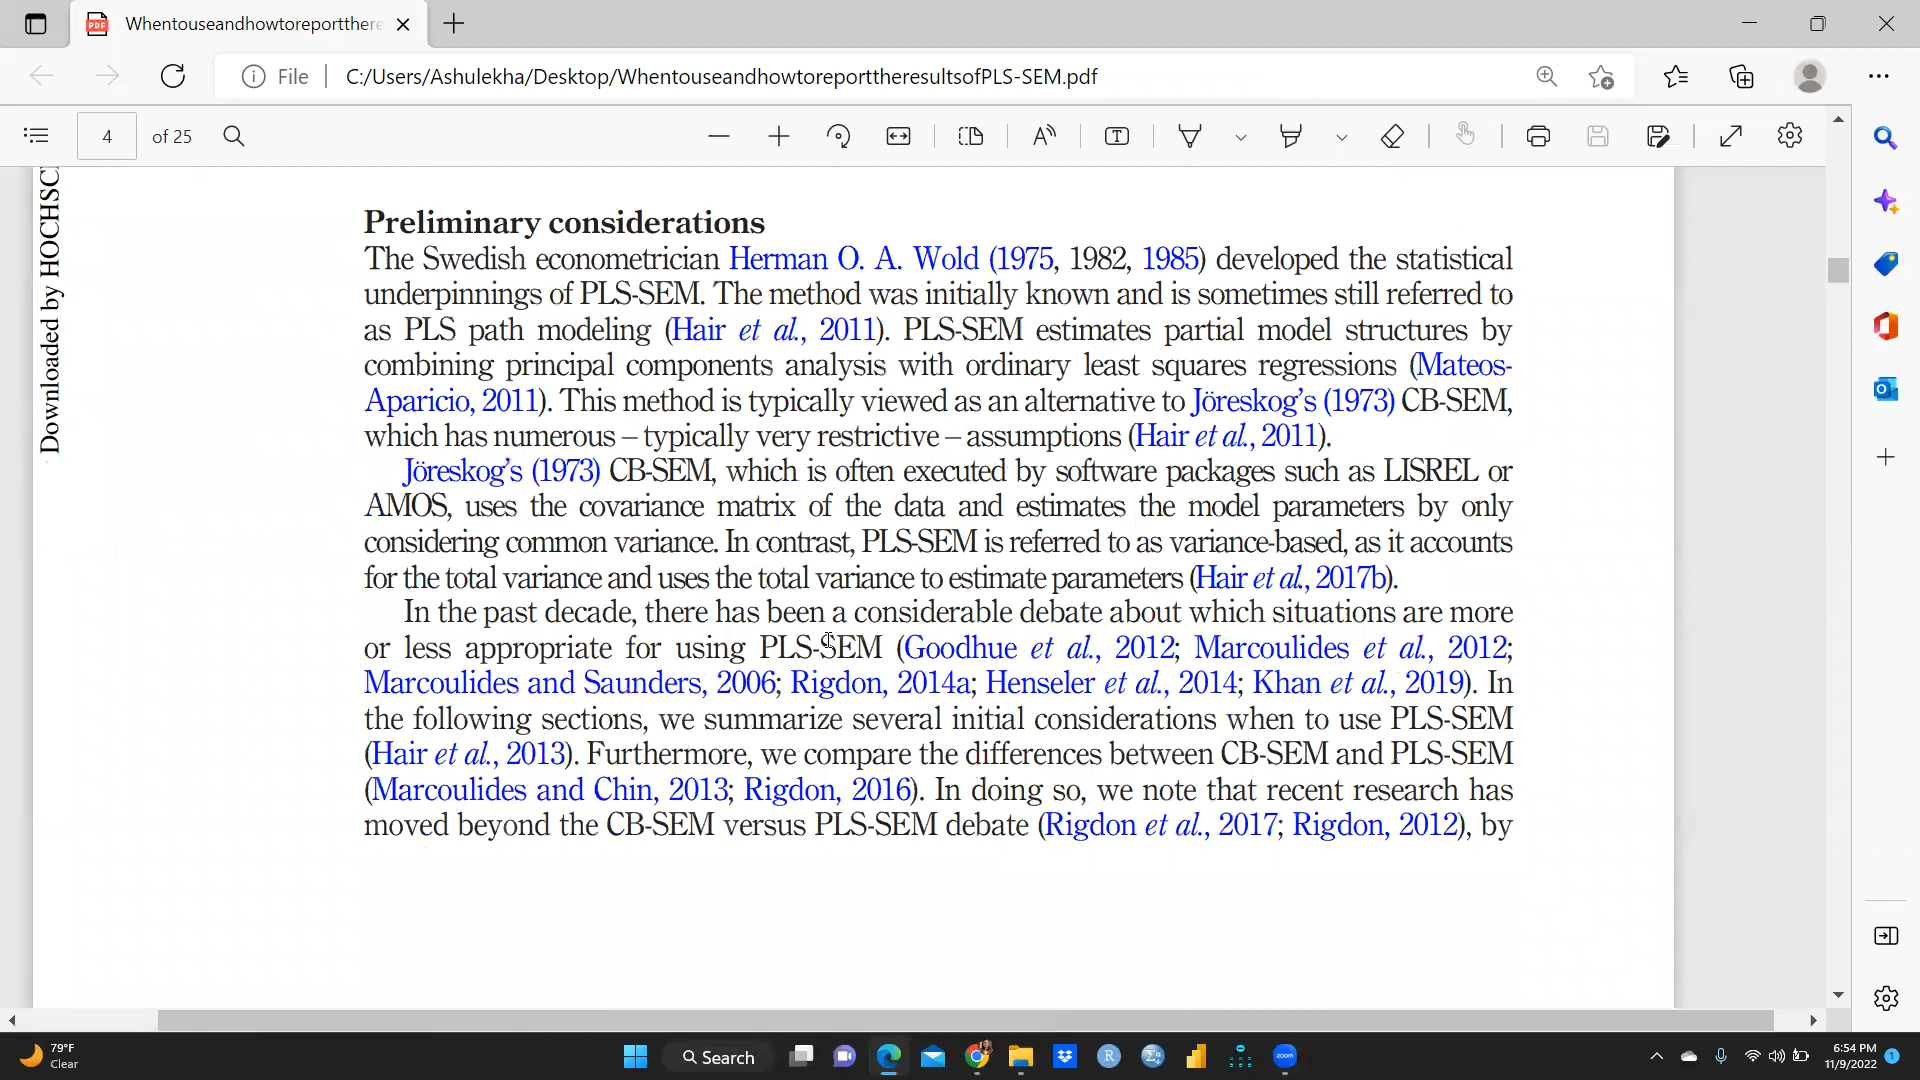 Whentouseandhowtoreportthere
File
C:/Users/Ashulekha/Desktop/WhentouseandhowtoreporttheresultsofPLS-SEM.pdf
4 of 25
Downloaded by HOCHSC
Preliminary considerations
The Swedish econometrician Herman O. A. Wold (1975, 1982, 1985) developed the statistical
underpinnings of PLS-SEM. The method was initially known and is sometimes still referred to
as PLS path modeling (Hair et al., 2011). PLS-SEM estimates partial model structures by
combining principal components analysis with ordinary least squares regressions (Mateos-
Aparicio, 2011). This method is typically viewed as an alternative to Jöreskog's (1973) CB-SEM,
which has numerous – typically very restrictive – assumptions (Hair et al., 2011).
Jöreskog's (1973) CB-SEM, which is often executed by software packages such as LISREL or
AMOS, uses the covariance matrix of the data and estimates the model parameters by only
considering common variance. In contrast, PLS-SEM is referred to as variance-based, as it accounts
for the total variance and uses the total variance to estimate parameters (Hair et al., 2017b).
In the past decade, there has been a considerable debate about which situations are more
or less appropriate for using PLS-SEM (Goodhue et al., 2012; Marcoulides et al., 2012;
Marcoulides and Saunders, 2006; Rigdon, 2014a; Henseler et al., 2014; Khan et al., 2019). In
the following sections, we summarize several initial considerations when to use PLS-SEM
(Hair et al., 2013). Furthermore, we compare the differences between CB-SEM and PLS-SEM
(Marcoulides and Chin, 2013; Rigdon, 2016). In doing so, we note that recent research has
moved beyond the CB-SEM versus PLS-SEM debate (Rigdon et al., 2017; Rigdon, 2012), by
79°F
Clear
Search
zoom
6:54 PM
11/9/2022
1